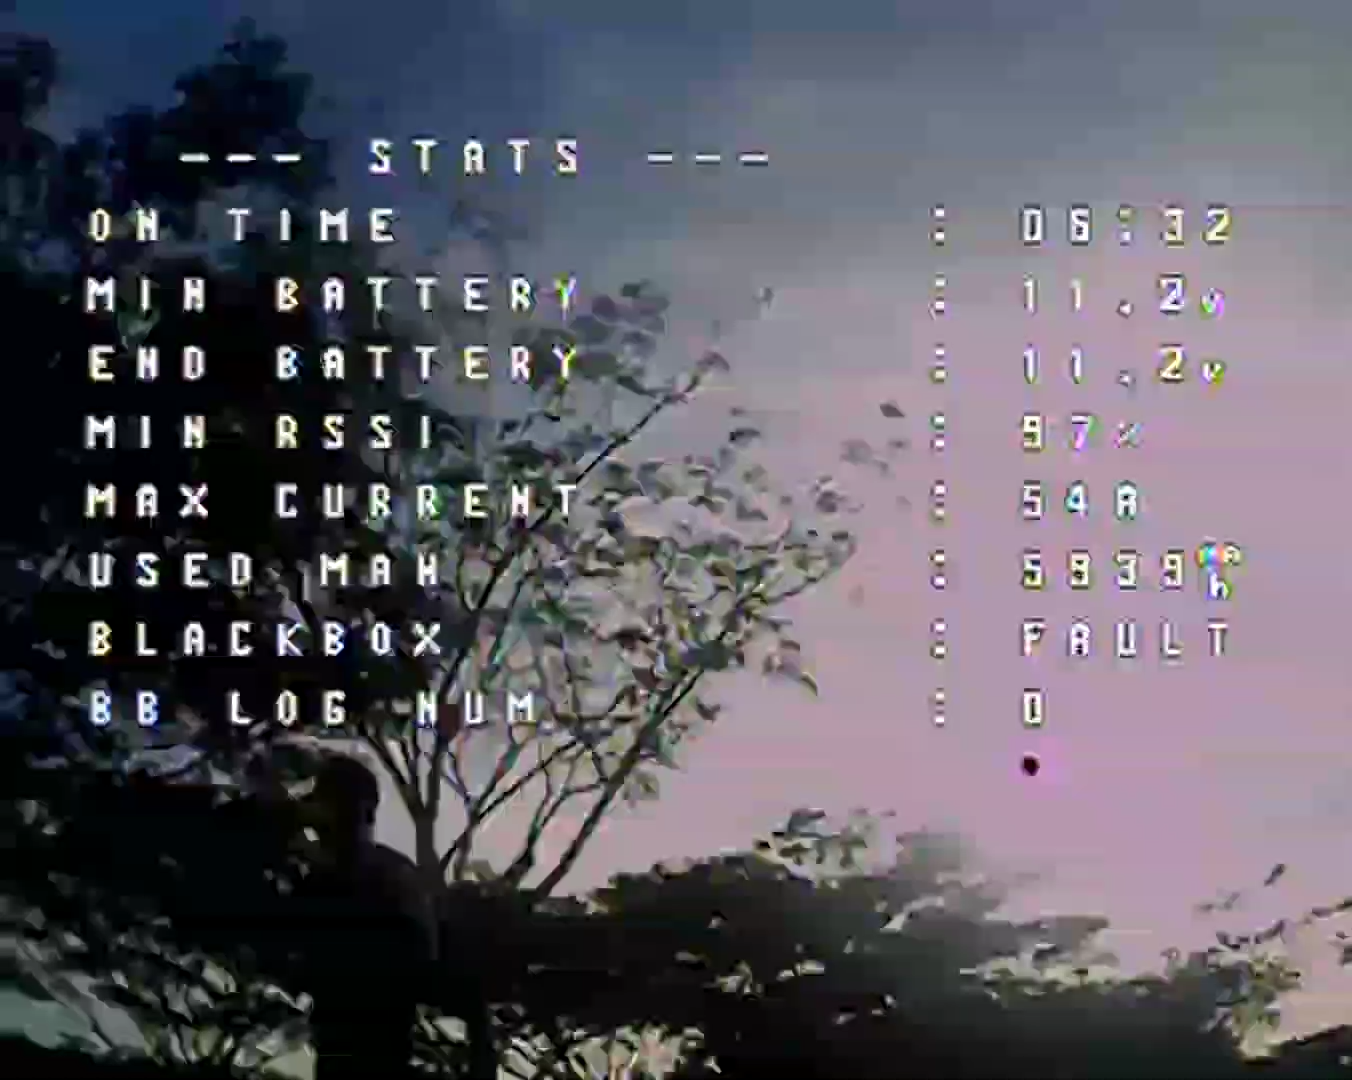 --- STATS ---
ON TIME : 06:32
MIN BATTERY : 11.2v
END BATTERY : 11.2v
MIN RSSI : 97%
MAX CURRENT : 54A
USED MAH : 5939mAh
BLACKBOX : FAULT
BB LOG NUM : 0